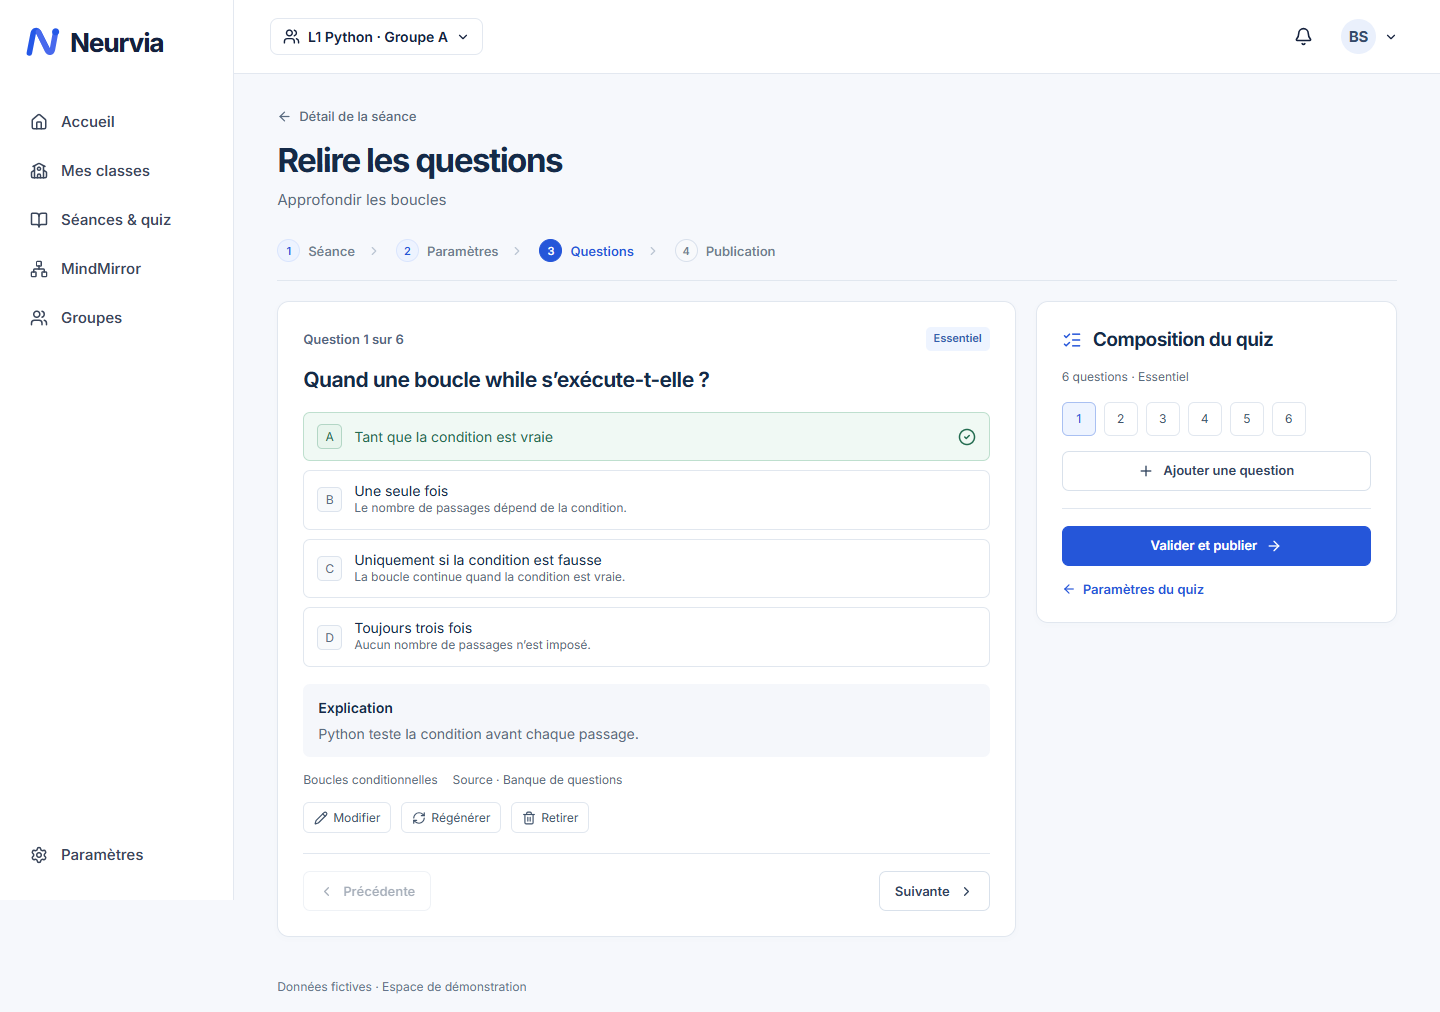 Neurvia
L1 Python · Groupe A
BS
Accueil
Mes classes
Séances & quiz
MindMirror
Groupes
Paramètres
Détail de la séance
Relire les questions
Approfondir les boucles
1 Séance
2 Paramètres
3 Questions
4 Publication
Question 1 sur 6
Essentiel
Quand une boucle while s’exécute-t-elle ?
A Tant que la condition est vraie
B Une seule fois
Le nombre de passages dépend de la condition.
C Uniquement si la condition est fausse
La boucle continue quand la condition est vraie.
D Toujours trois fois
Aucun nombre de passages n’est imposé.
Explication
Python teste la condition avant chaque passage.
Boucles conditionnelles Source · Banque de questions
Modifier Régénérer Retirer
Précédente Suivante
Composition du quiz
6 questions · Essentiel
1 2 3 4 5 6
Ajouter une question
Valider et publier
Paramètres du quiz
Données fictives · Espace de démonstration